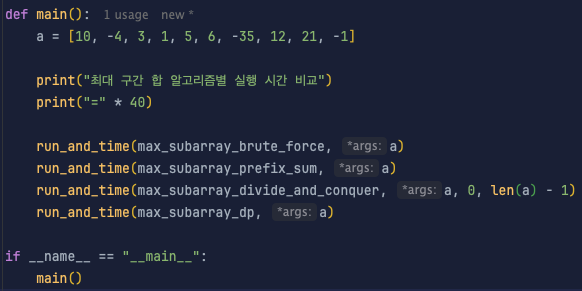 def main():  1 usage  new *
    a = [10, -4, 3, 1, 5, 6, -35, 12, 21, -1]
    print("최대 구간 합 알고리즘별 실행 시간 비교")
    print("=" * 40)
    run_and_time(max_subarray_brute_force, *args: a)
    run_and_time(max_subarray_prefix_sum, *args: a)
    run_and_time(max_subarray_divide_and_conquer, *args: a, 0, len(a) - 1)
    run_and_time(max_subarray_dp, *args: a)
if __name__ == "__main__":
    main()